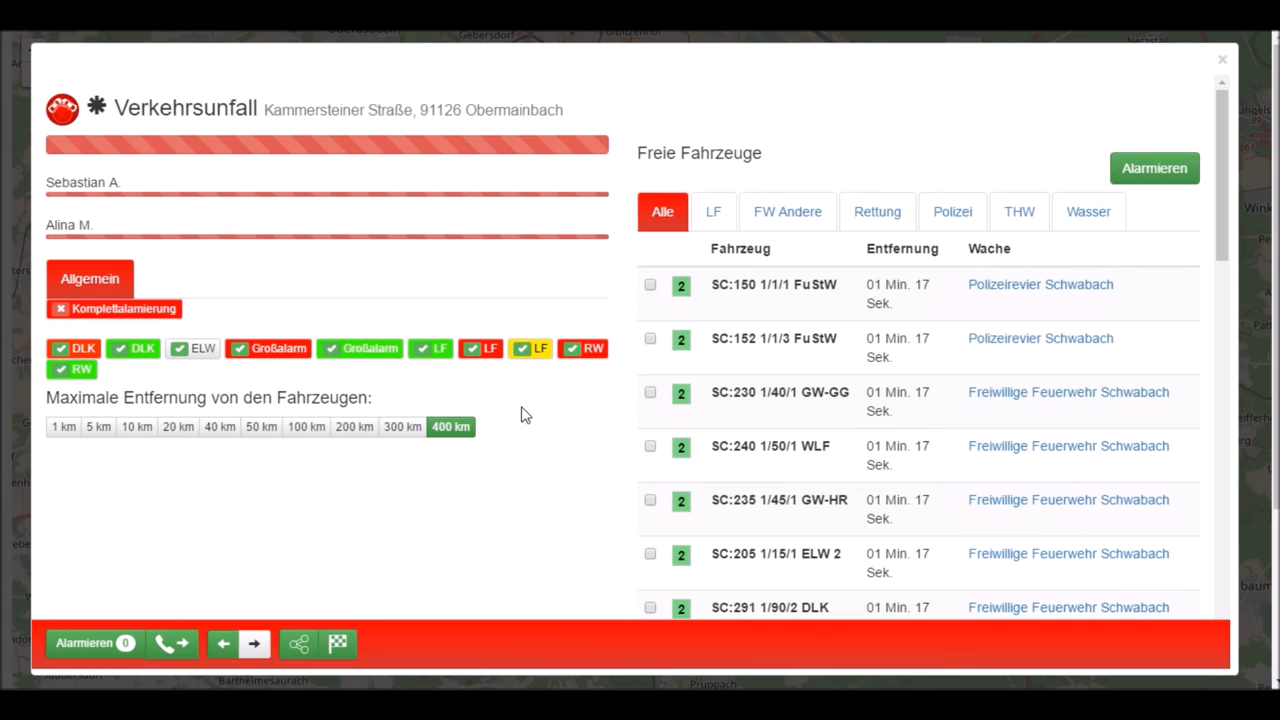 Gebersdorf
Verkehrsunfall Kammersteiner Straße, 91126 Obermainbach
Sebastian A.
Alina M.
Allgemein
Komplettalamierung
DLK DLK ELW Großalarm Großalarm LF LF LF RW
RW
Maximale Entfernung von den Fahrzeugen:
1 km 5 km 10 km 20 km 40 km 50 km 100 km 200 km 300 km 400 km
Freie Fahrzeuge
Alarmieren
Alle LF FW Andere Rettung Polizei THW Wasser
Fahrzeug Entfernung Wache
2 SC:150 1/1/1 FuStW 01 Min. 17 Sek. Polizeirevier Schwabach
2 SC:152 1/1/3 FuStW 01 Min. 17 Sek. Polizeirevier Schwabach
2 SC:230 1/40/1 GW-GG 01 Min. 17 Sek. Freiwillige Feuerwehr Schwabach
2 SC:240 1/50/1 WLF 01 Min. 17 Sek. Freiwillige Feuerwehr Schwabach
2 SC:235 1/45/1 GW-HR 01 Min. 17 Sek. Freiwillige Feuerwehr Schwabach
2 SC:205 1/15/1 ELW 2 01 Min. 17 Sek. Freiwillige Feuerwehr Schwabach
2 SC:291 1/90/2 DLK 01 Min. 17 Freiwillige Feuerwehr Schwabach
Alarmieren 0
Barthelmesaurach
Pruppach